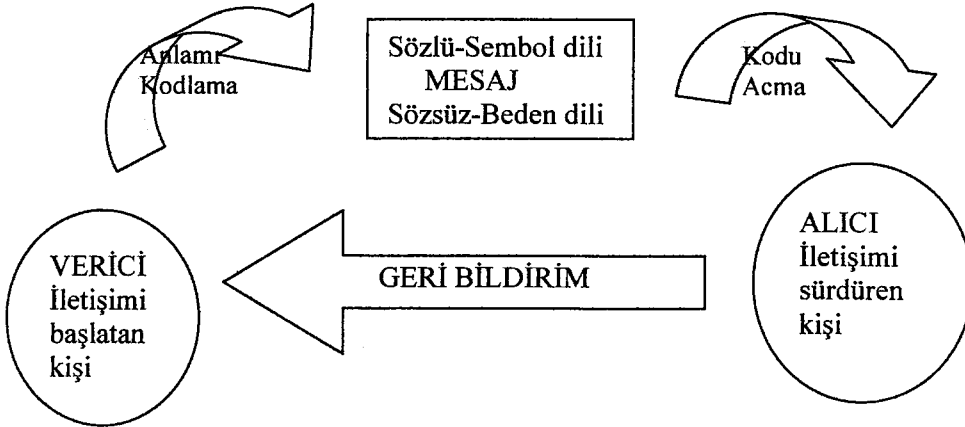 Anlamı
Kodlama
Sözlü-Sembol dili
MESAJ
Sözsüz-Beden dili
Kodu
Acma
VERİCİ
İletişimi
başlatan
kişi
GERİ BİLDİRİM
ALICI
İletişimi
sürdüren
kişi